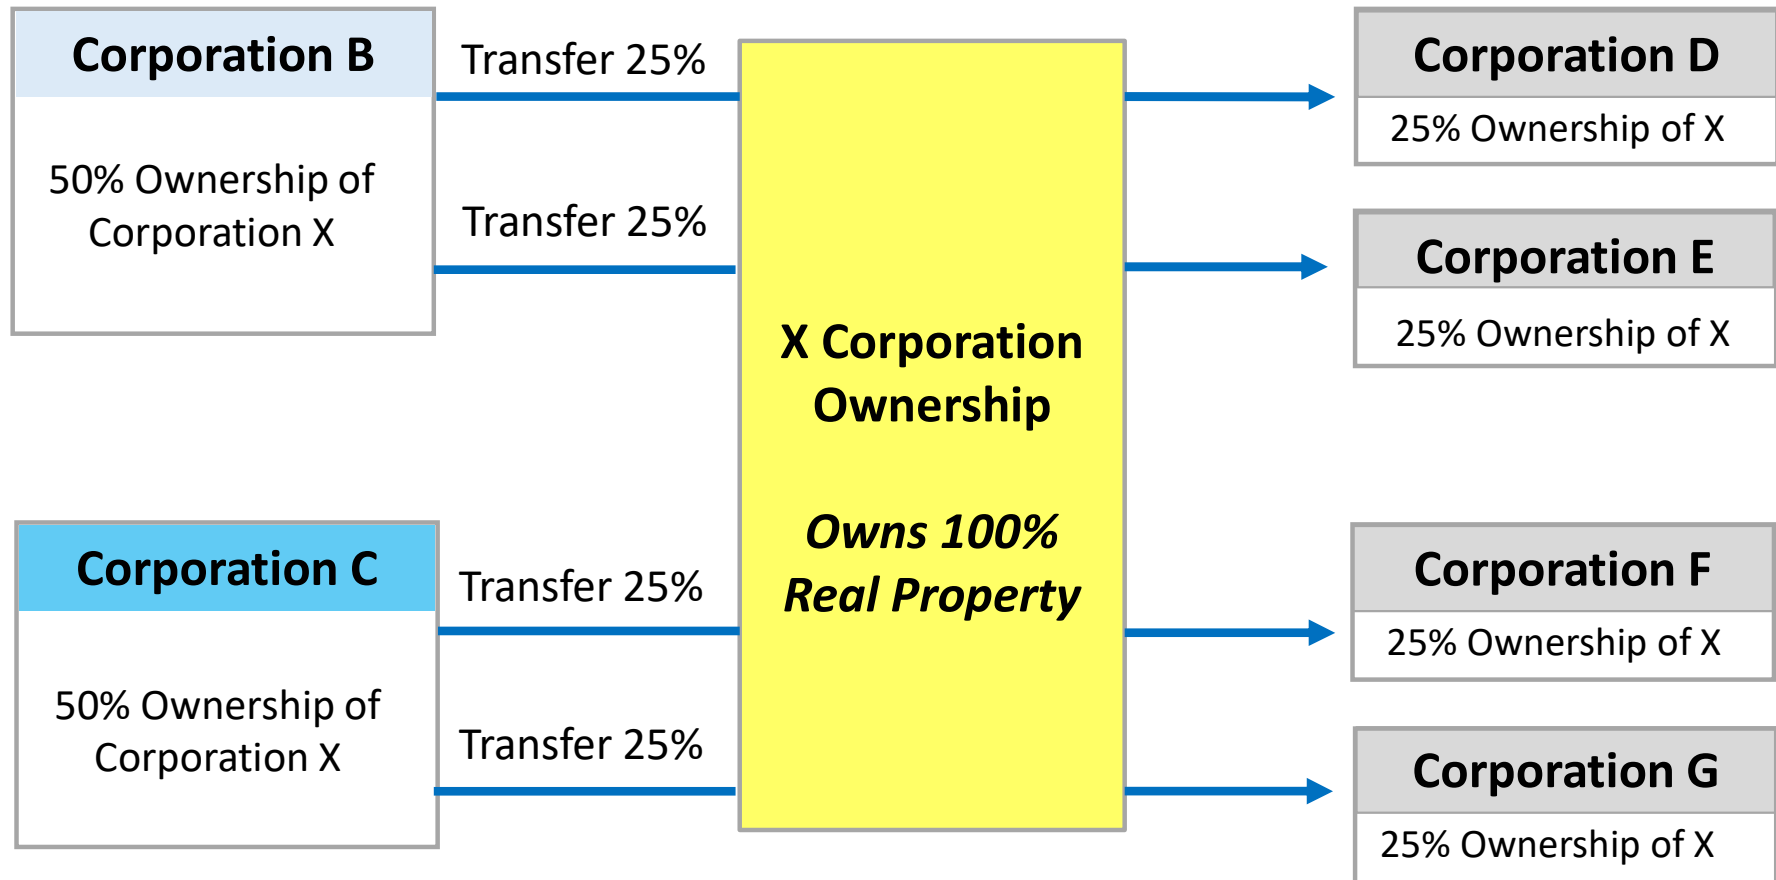 Corporation B
50% Ownership of
Corporation X
Transfer 25%
Transfer 25%
Corporation C
50% Ownership of
Corporation X
Transfer 25%
Transfer 25%
X Corporation
Ownership
Owns 100%
Real Property
Corporation D
25% Ownership of X
Corporation E
25% Ownership of X
Corporation F
25% Ownership of X
Corporation G
25% Ownership of X